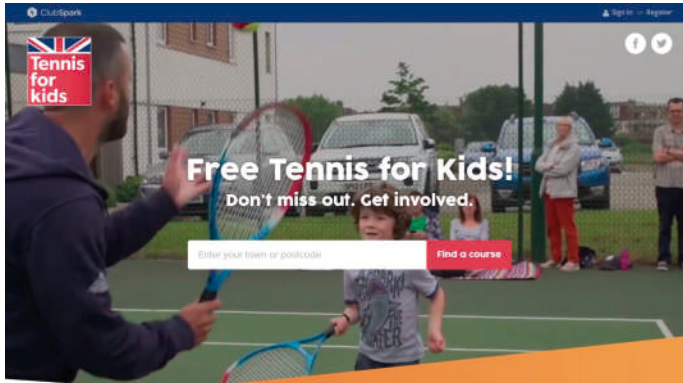 ClubSpark
Sign in or Register
Tennis
for
kids
Free Tennis for Kids!
Don't miss out. Get involved.
Enter your town or postcode
Find a course